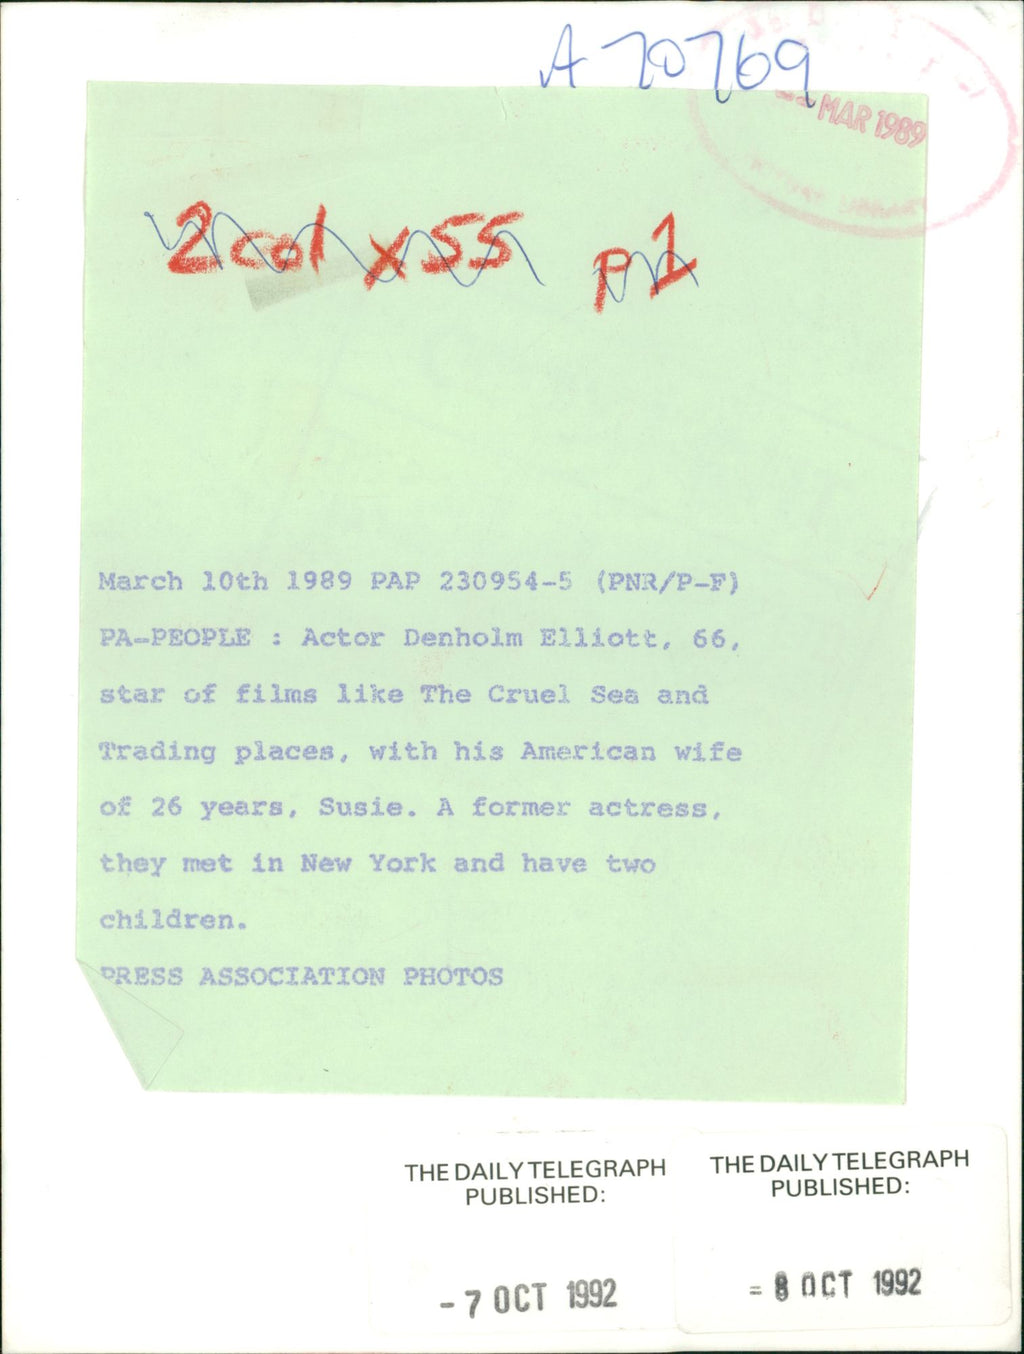 A 70769
MAR 1989
2 col x 55 p1
March 10th 1989 PAP 230954-5 (PNR/P-F)
PA-PEOPLE : Actor Denholm Elliott, 66,
star of films like The Cruel Sea and
Trading places, with his American wife
of 26 years, Susie. A former actress,
they met in New York and have two
children.
PRESS ASSOCIATION PHOTOS
THE DAILY TELEGRAPH
PUBLISHED:
- 7 OCT 1992
THE DAILY TELEGRAPH
PUBLISHED:
= 8 OCT 1992